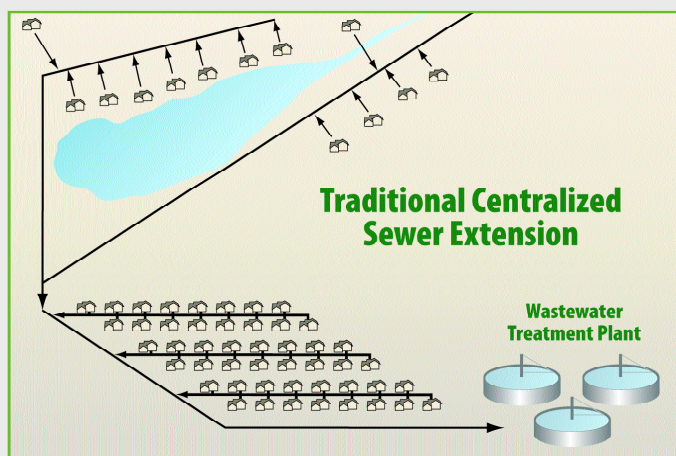 Traditional Centralized
Sewer Extension
Wastewater
Treatment Plant